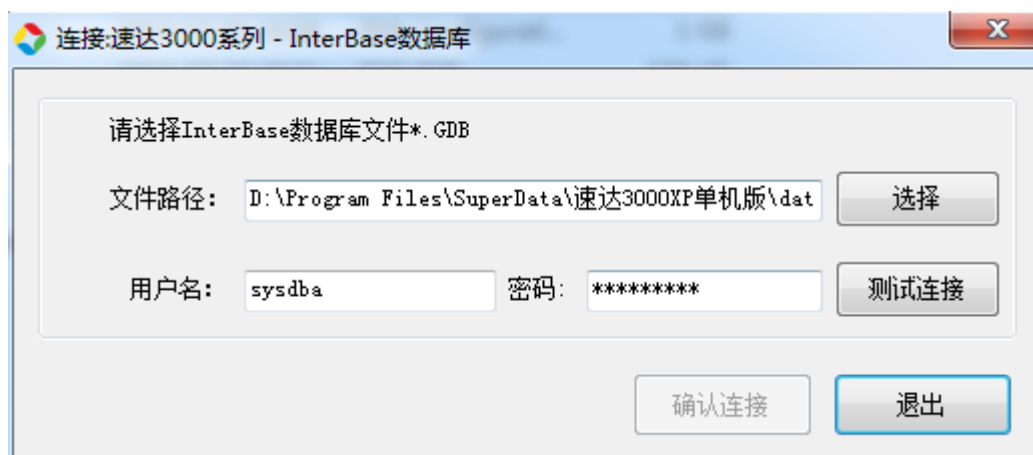 连接:速达3000系列 - InterBase数据库
请选择InterBase数据库文件*.GDB
文件路径: D:\Program Files\SuperData\速达3000XP单机版\dat 选择
用户名: sysdba 密码: ********* 测试连接
确认连接 退出